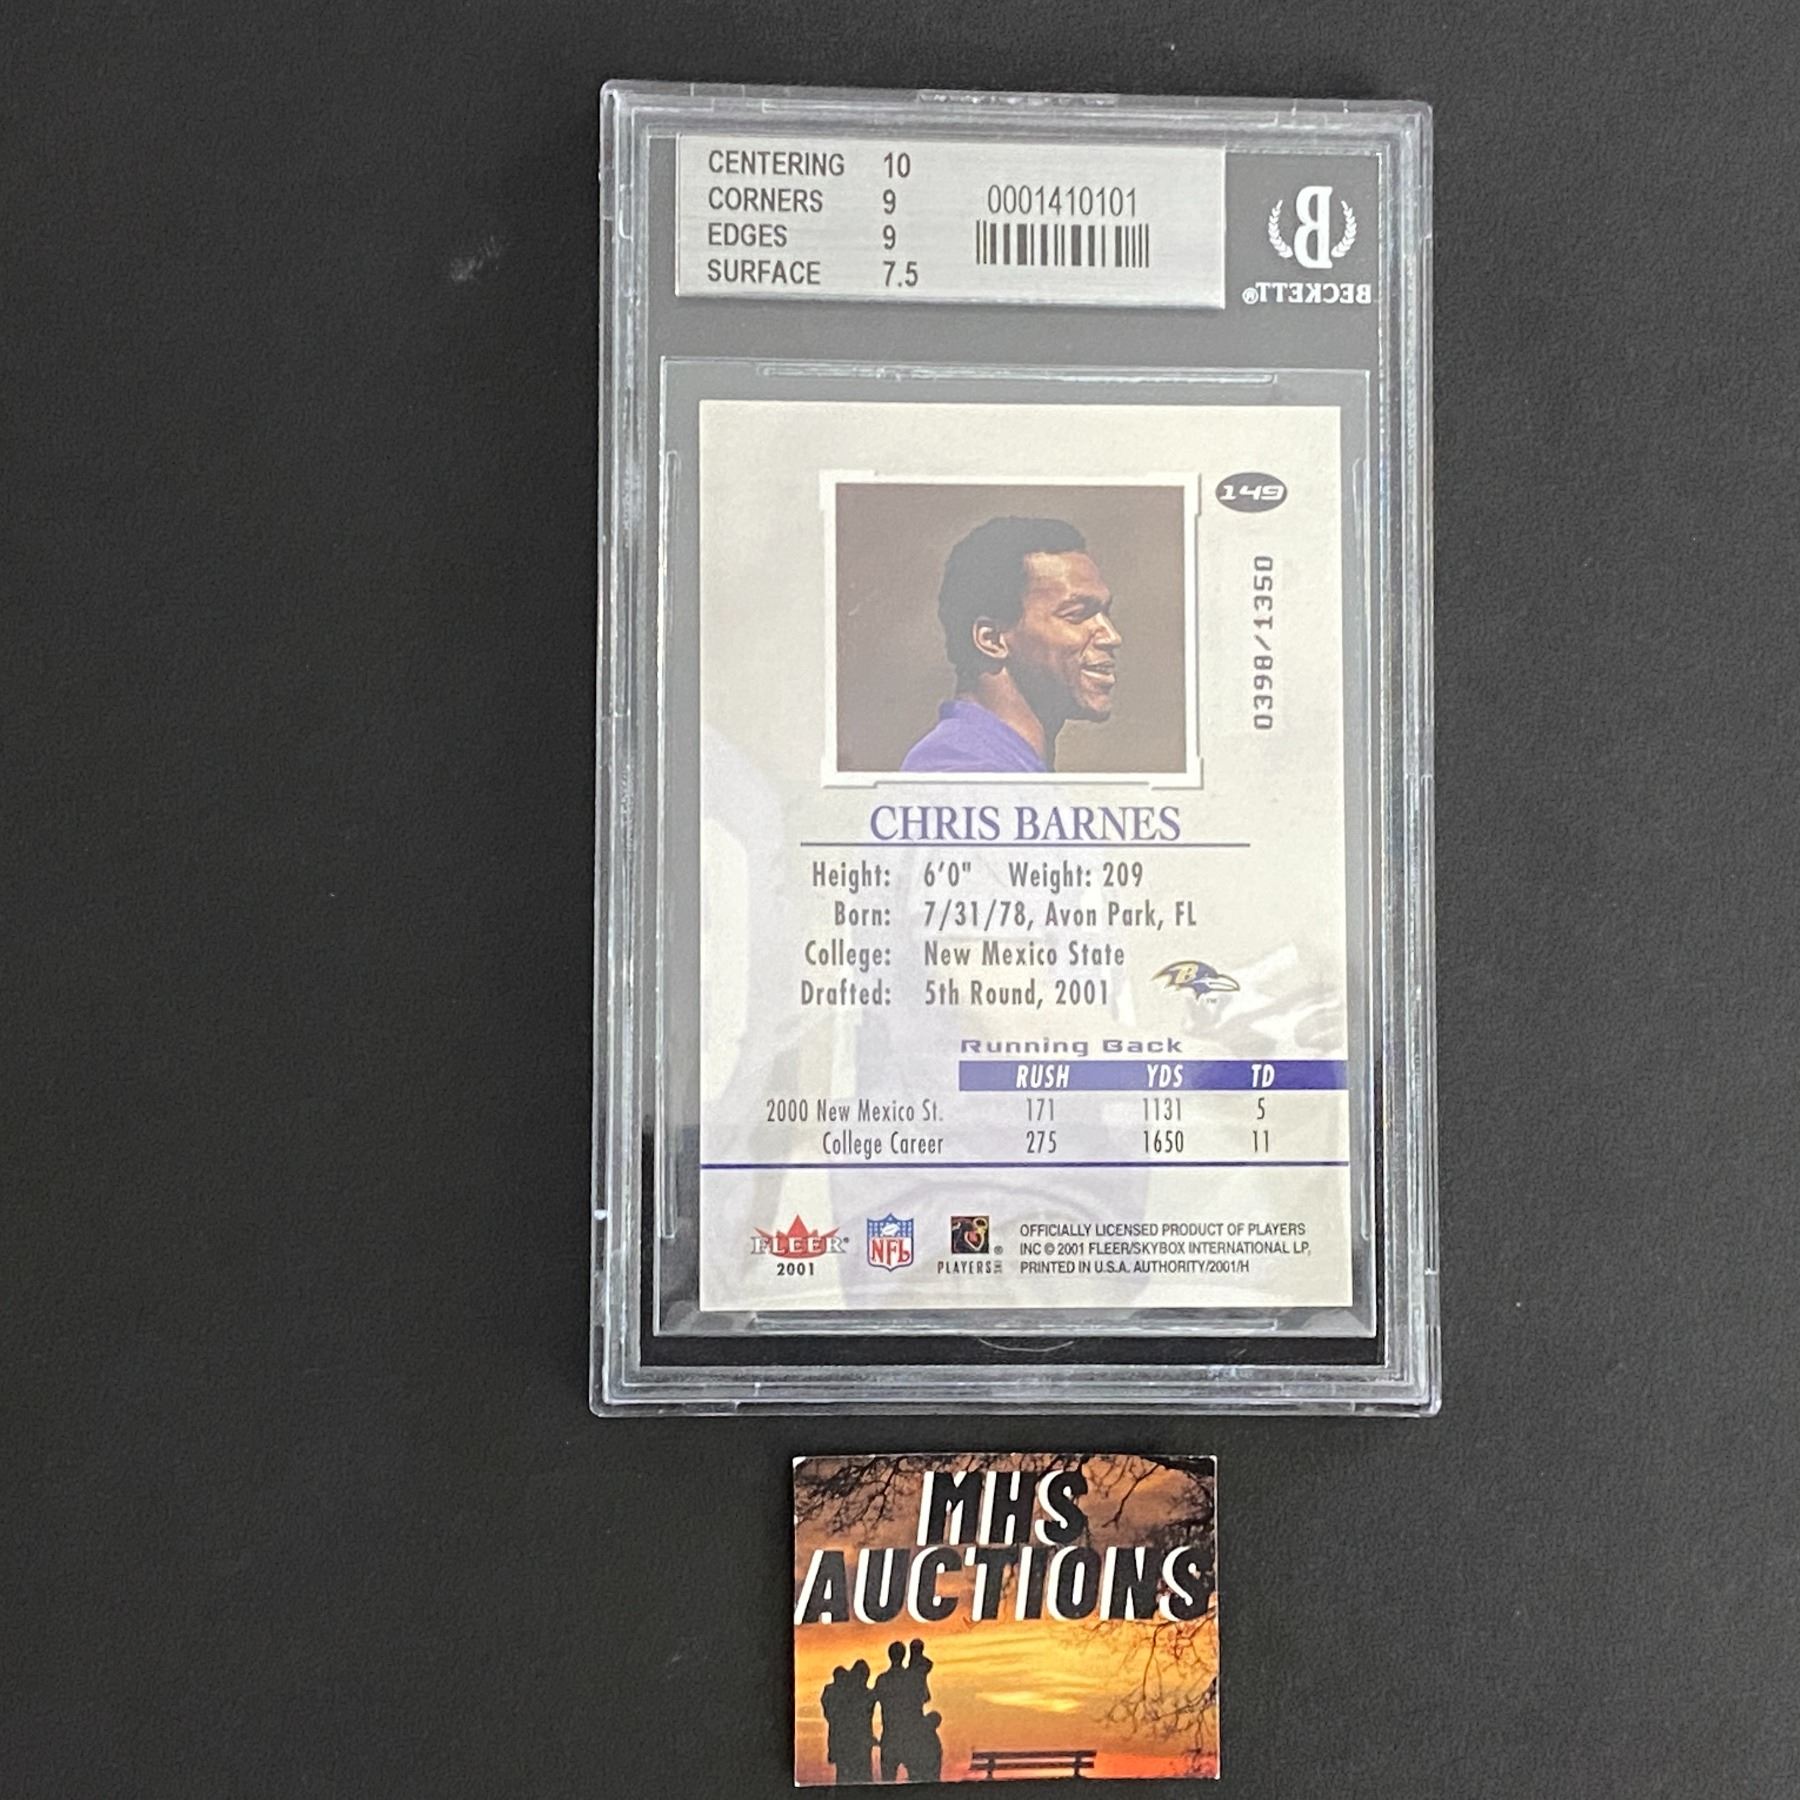 CENTERING 10
CORNERS 9
EDGES 9
SURFACE 7.5
0001410101
BECKETT®
149
0398/1350
CHRIS BARNES
Height: 6'0" Weight: 209
Born: 7/31/78, Avon Park, FL
College: New Mexico State
Drafted: 5th Round, 2001
Running Back
RUSH YDS TD
2000 New Mexico St. 171 1131 5
College Career 275 1650 11
FLEER®
2001
NFL
PLAYERS INC
OFFICIALLY LICENSED PRODUCT OF PLAYERS
INC © 2001 FLEER/SKYBOX INTERNATIONAL LP,
PRINTED IN U.S.A. AUTHORITY/2001/H
MHS
AUCTIONS